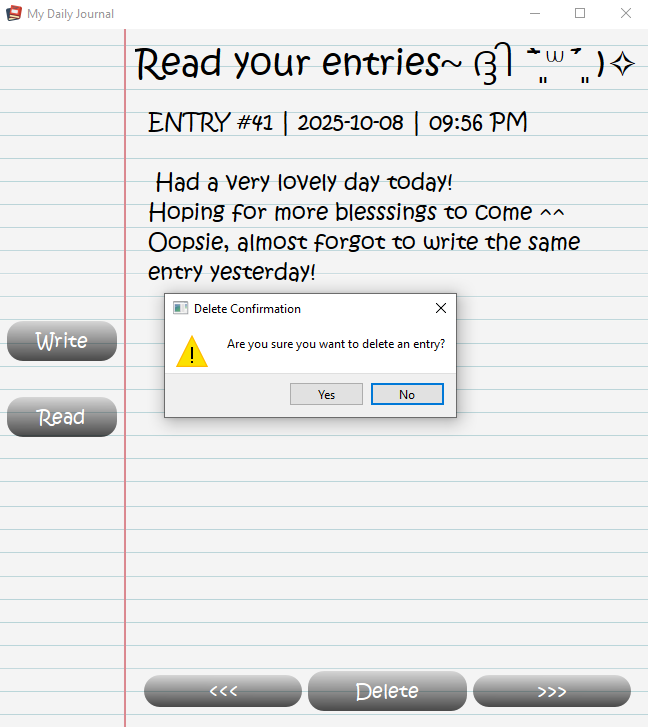 My Daily Journal
Read your entries~
ENTRY #41 | 2025-10-08 | 09:56 PM
Had a very lovely day today!
Hoping for more blesssings to come ^^
Oopsie, almost forgot to write the same
entry yesterday!
Delete Confirmation
Are you sure you want to delete an entry?
Yes
No
Write
Read
<<<
Delete
>>>